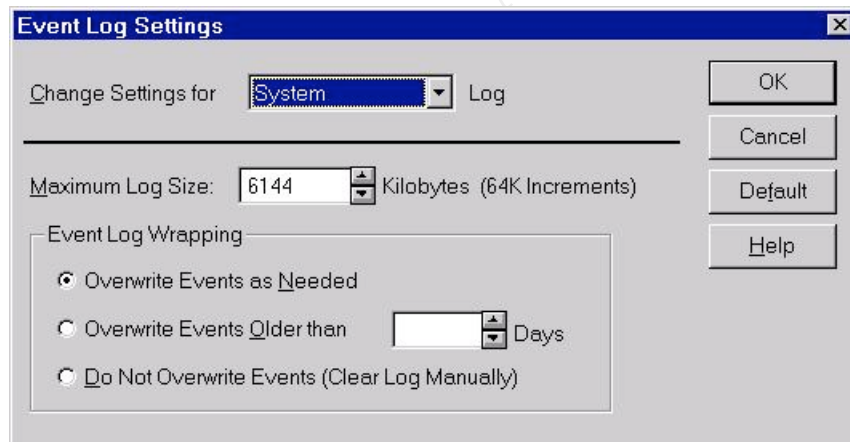 Event Log Settings
Change Settings for System Log
OK
Cancel
Maximum Log Size: 6144 Kilobytes (64K Increments)
Default
Help
Event Log Wrapping
Overwrite Events as Needed
Overwrite Events Older than Days
Do Not Overwrite Events (Clear Log Manually)